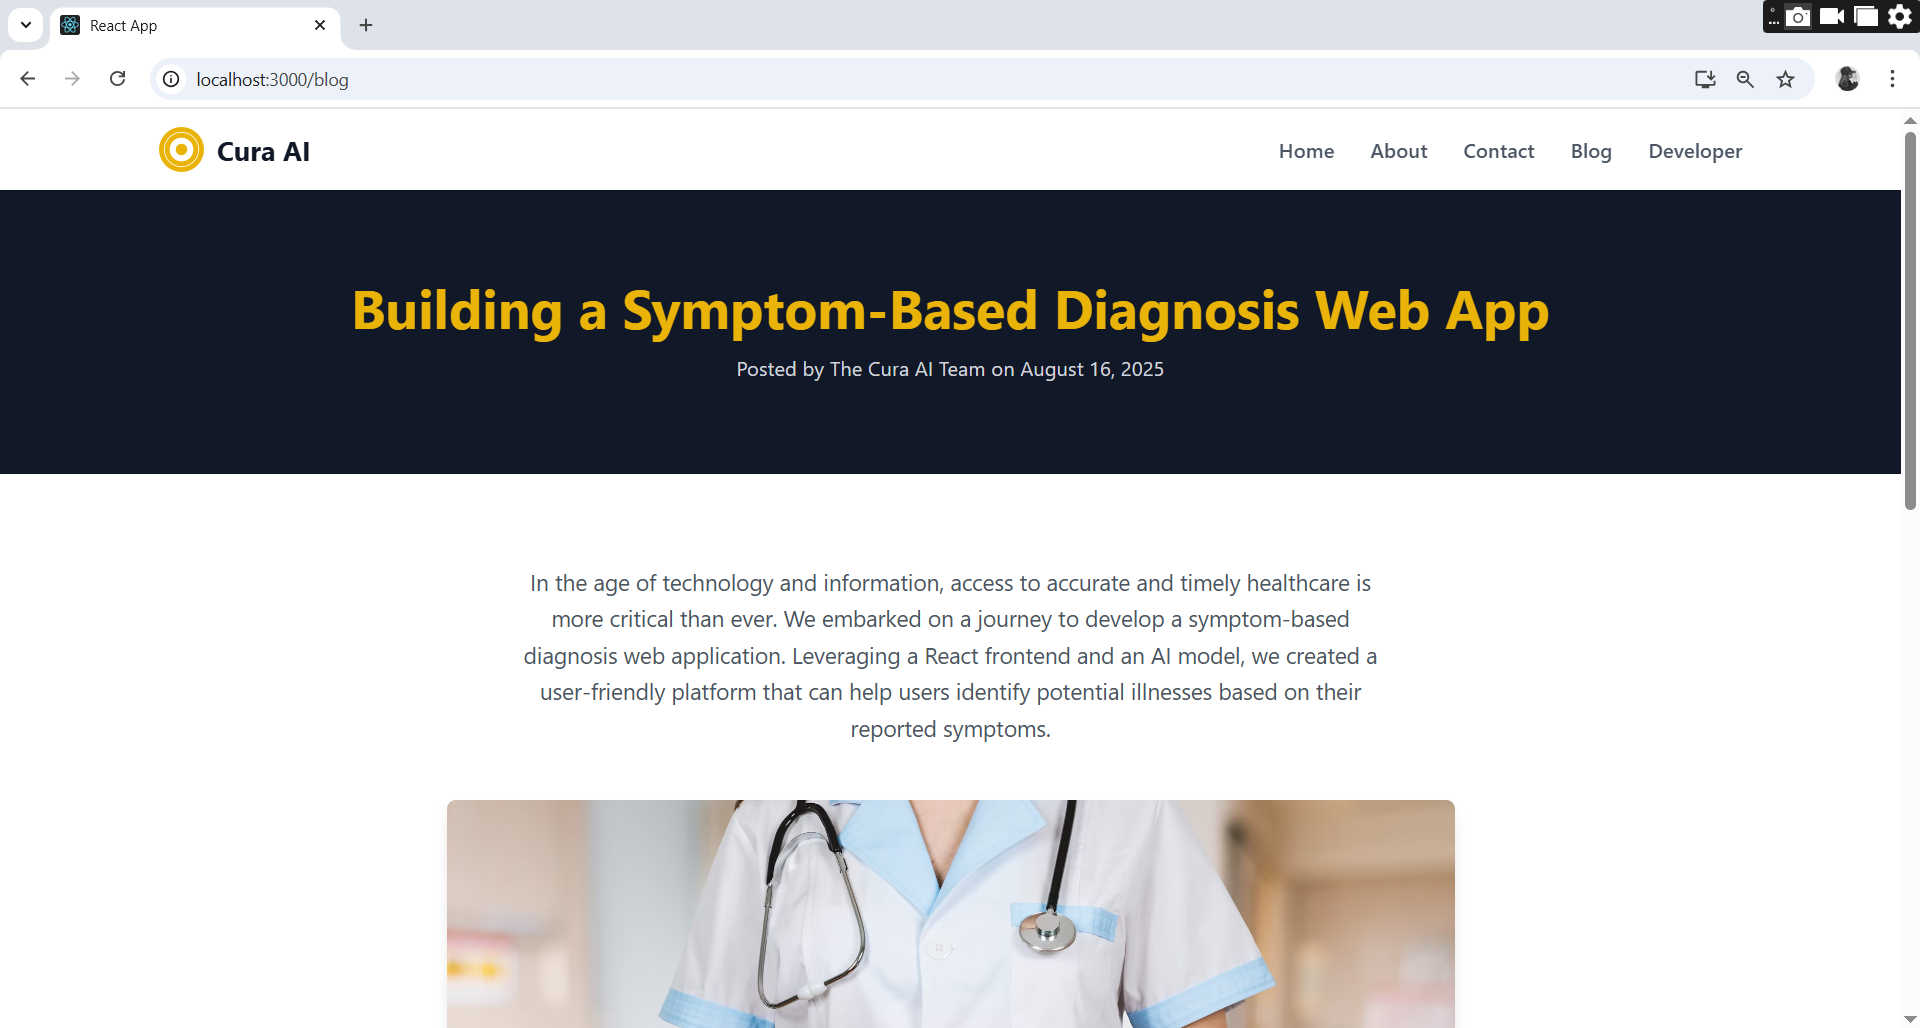 React App
localhost:3000/blog
Cura AI
Home About Contact Blog Developer
Building a Symptom-Based Diagnosis Web App
Posted by The Cura AI Team on August 16, 2025
In the age of technology and information, access to accurate and timely healthcare is
more critical than ever. We embarked on a journey to develop a symptom-based
diagnosis web application. Leveraging a React frontend and an AI model, we created a
user-friendly platform that can help users identify potential illnesses based on their
reported symptoms.